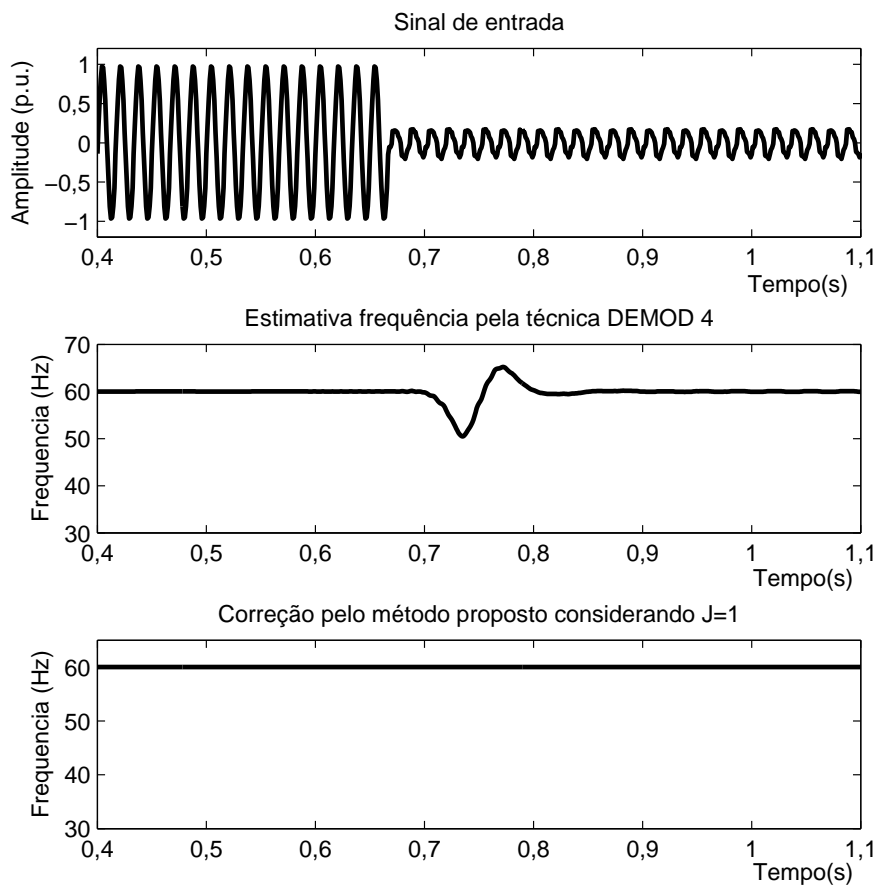 Sinal de entrada
Amplitude (p.u.)
1
0,5
0
−0,5
−1
0,4 0,5 0,6 0,7 0,8 0,9 1 1,1
Tempo(s)
Estimativa frequência pela técnica DEMOD 4
Frequencia (Hz)
70
60
50
40
30
0,4 0,5 0,6 0,7 0,8 0,9 1 1,1
Tempo(s)
Correção pelo método proposto considerando J=1
Frequencia (Hz)
60
50
40
30
0,4 0,5 0,6 0,7 0,8 0,9 1 1,1
Tempo(s)